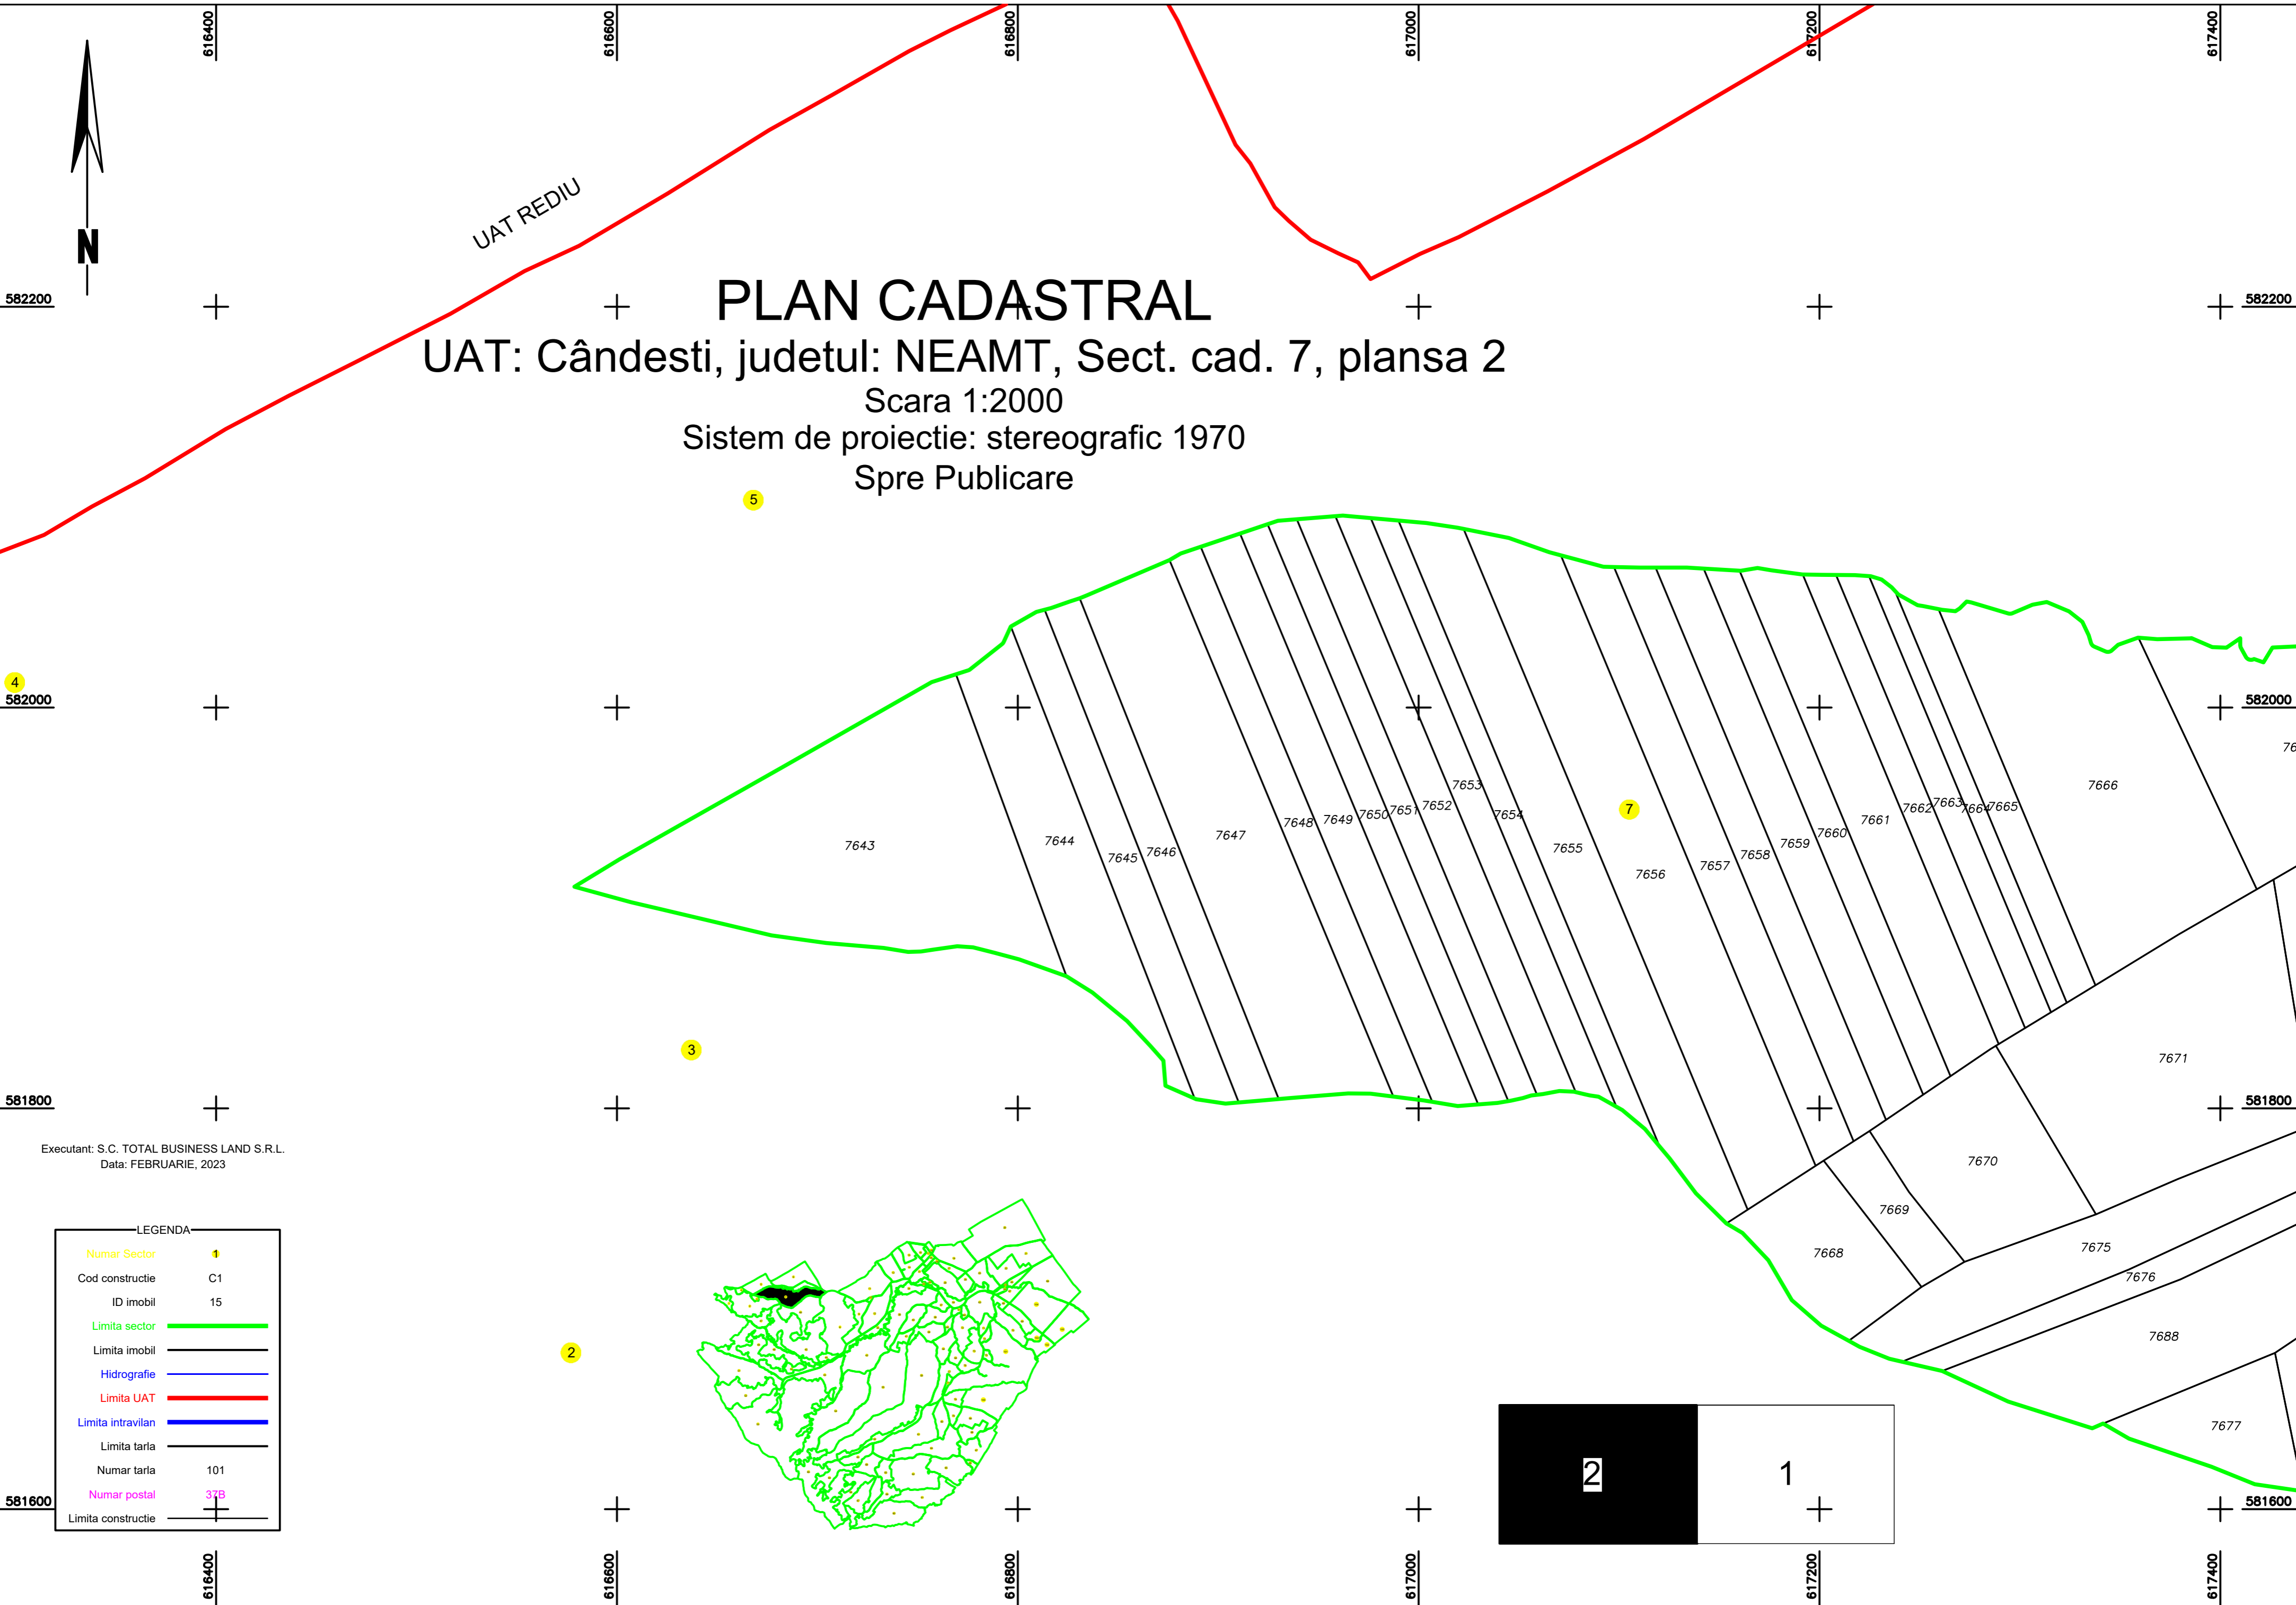 616400
616600
616800
617000
617200
617400
N
UAT REDIU
582200
582200
PLAN CADASTRAL
UAT: Cândesti, judetul: NEAMT, Sect. cad. 7, plansa 2
Scara 1:2000
Sistem de proiectie: stereografic 1970
Spre Publicare
5
4
582000
582000
7643
7644
7645
7646
7647
7648
7649
7650
7651
7652
7653
7654
7655
7
7656
7657
7658
7659
7660
7661
7662
7663
7664
7665
7666
3
7671
581800
581800
7670
7669
7668
7675
7676
7688
7677
Executant: S.C. TOTAL BUSINESS LAND S.R.L.
Data: FEBRUARIE, 2023
LEGENDA
Numar Sector 1
Cod constructie C1
ID imobil 15
Limita sector
Limita imobil
Hidrografie
Limita UAT
Limita intravilan
Limita tarla
Numar tarla 101
Numar postal 37B
Limita constructie
2
2
1
581600
581600
616400
616600
616800
617000
617200
617400